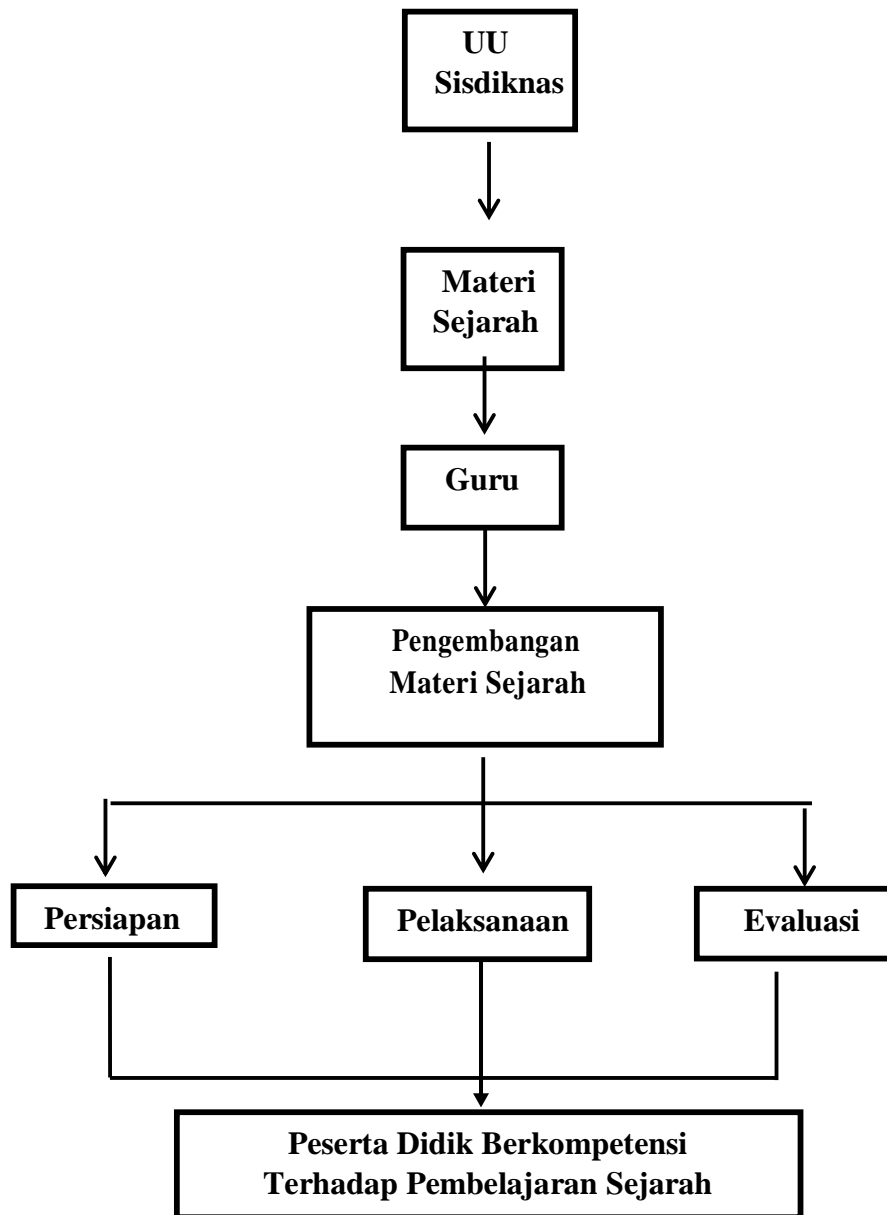 UU
Sisdiknas
Materi
Sejarah
Guru
Pengembangan
Materi Sejarah
Persiapan
Pelaksanaan
Evaluasi
Peserta Didik Berkompetensi
Terhadap Pembelajaran Sejarah